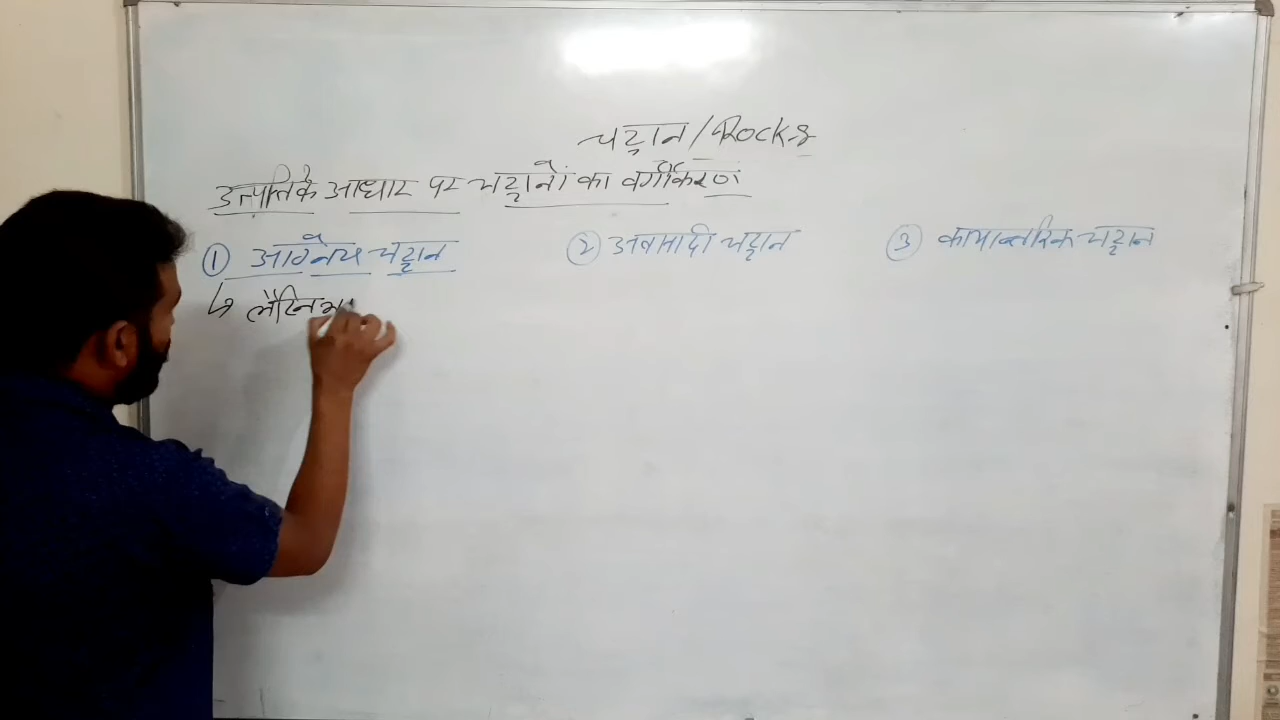 चट्टान / Rocks
उत्पत्ति के आधार पर चट्टानों का वर्गीकरण
① आग्नेय चट्टान ② अवसादी चट्टान ③ कायान्तरिक चट्टान
↳ लैटिन